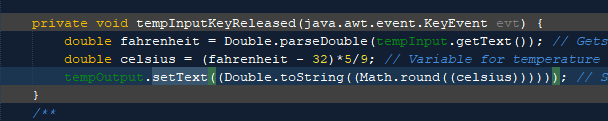 private void tempInputKeyReleased(java.awt.event.KeyEvent evt) {
double fahrenheit = Double.parseDouble(tempInput.getText()); // Gets
double celsius = (fahrenheit - 32)*5/9; // Variable for temperature
tempOutput.setText((Double.toString((Math.round((celsius)))))); // S
}
/**